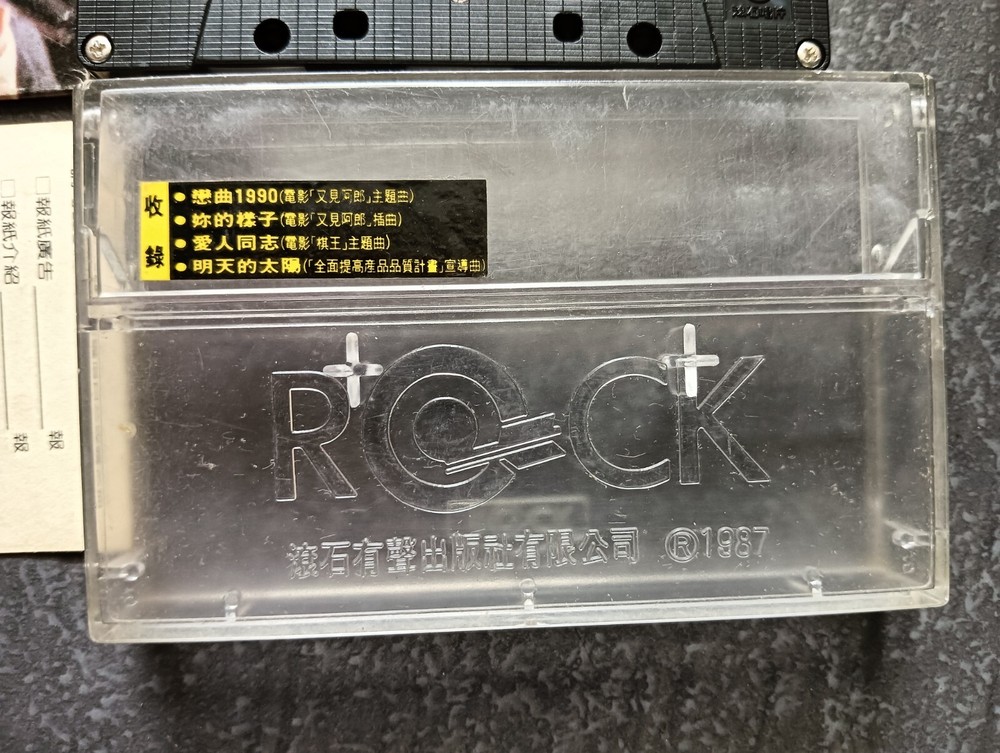 收錄
●戀曲1990(電影「又見阿郎」主題曲)
●妳的樣子(電影「又見阿郎」插曲)
●愛人同志(電影「棋王」主題曲)
●明天的太陽(「全面提高産品品質計畫」宣導曲)
ROCK
滾石有聲出版社有限公司 ®1987
□報紙廣告
報
□報紙介紹
報